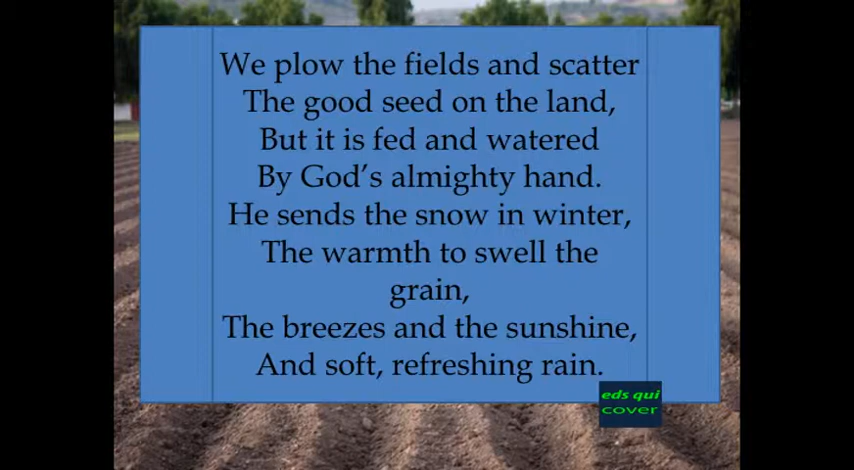 We plow the fields and scatter
The good seed on the land,
But it is fed and watered
By God's almighty hand.
He sends the snow in winter,
The warmth to swell the
grain,
The breezes and the sunshine,
And soft, refreshing rain.
eds qui
cover